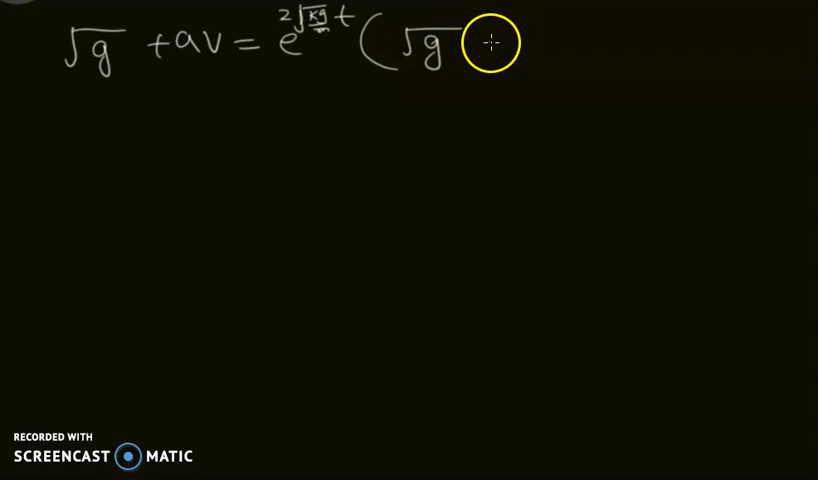 √g + av = e^{2√(kg/m) t} ( √g
RECORDED WITH
SCREENCAST MATIC